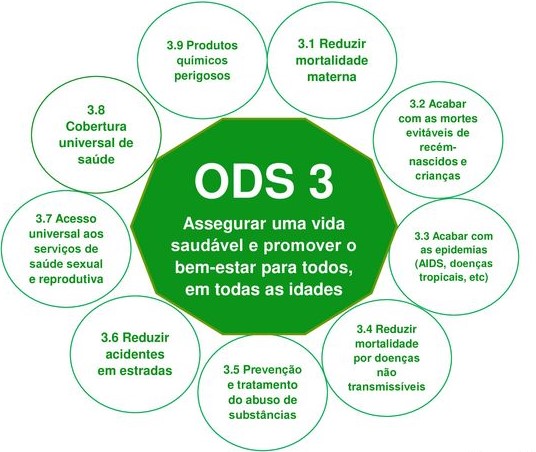 ODS 3
Assegurar uma vida
saudável e promover o
bem-estar para todos,
em todas as idades
3.1 Reduzir
mortalidade
materna
3.2 Acabar
com as mortes
evitáveis de
recém-
nascidos e
crianças
3.3 Acabar com
as epidemias
(AIDS, doenças
tropicais, etc)
3.4 Reduzir
mortalidade
por doenças
não
transmissíveis
3.5 Prevenção
e tratamento
do abuso de
substâncias
3.6 Reduzir
acidentes
em estradas
3.7 Acesso
universal aos
serviços de
saúde sexual
e reprodutiva
3.8
Cobertura
universal de
saúde
3.9 Produtos
químicos
perigosos